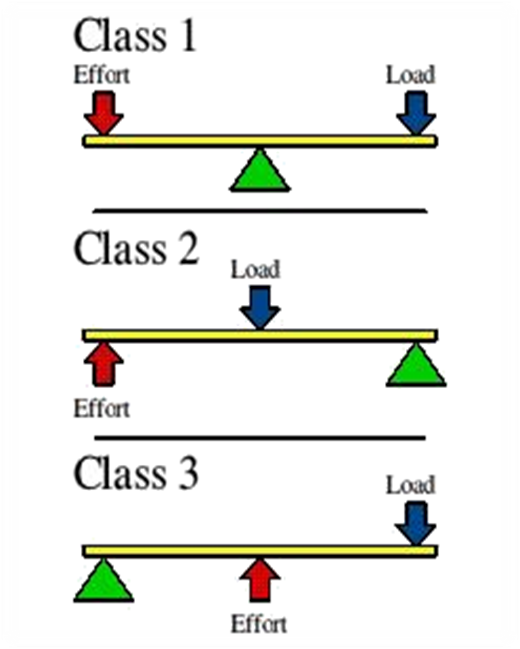 Class 1
Effort Load
Class 2
Load
Effort
Class 3
Load
Effort